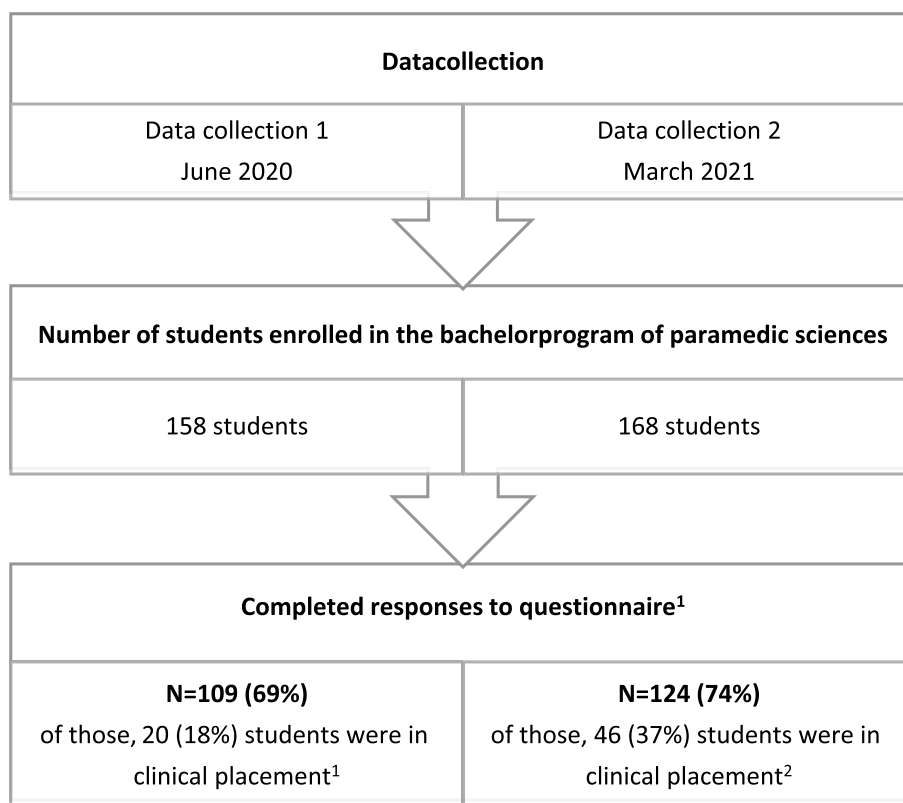 Datacollection
Data collection 1
June 2020
Data collection 2
March 2021
Number of students enrolled in the bachelorprogram of paramedic sciences
158 students
168 students
Completed responses to questionnaire¹
N=109 (69%)
of those, 20 (18%) students were in
clinical placement¹
N=124 (74%)
of those, 46 (37%) students were in
clinical placement²